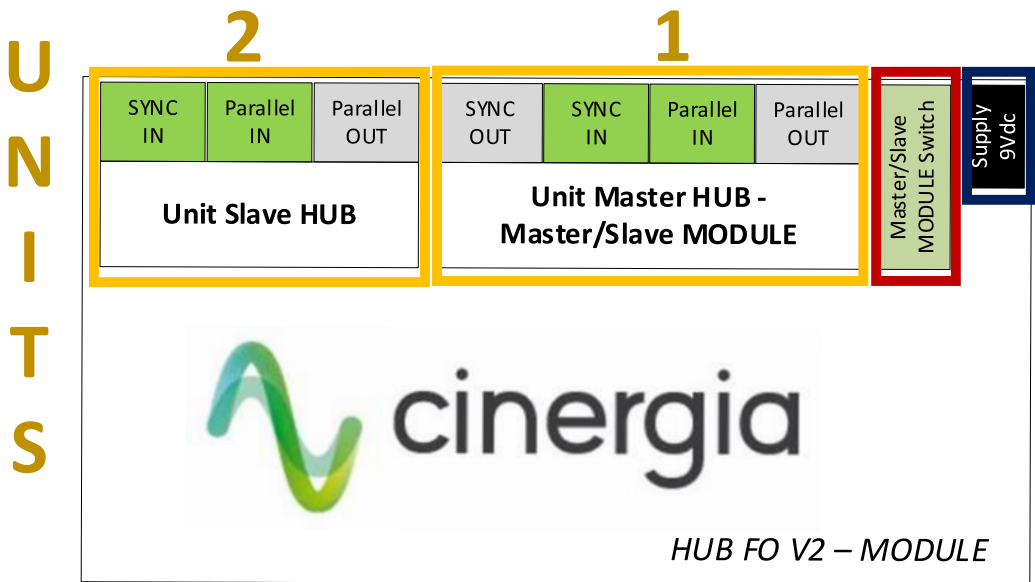 UNITS
2
1
SYNC
IN
Parallel
IN
Parallel
OUT
SYNC
OUT
SYNC
IN
Parallel
IN
Parallel
OUT
Master/Slave
MODULE Switch
Supply
9Vdc
Unit Slave HUB
Unit Master HUB -
Master/Slave MODULE
cinergia
HUB FO V2 – MODULE